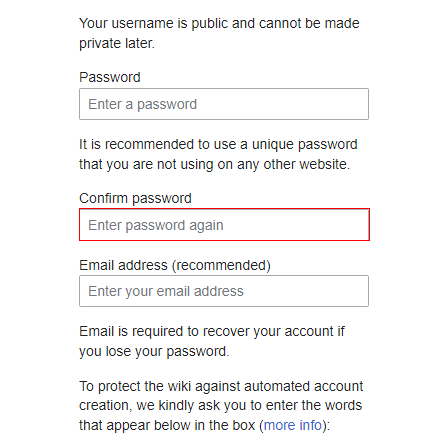 Your username is public and cannot be made
private later.
Password
Enter a password
It is recommended to use a unique password
that you are not using on any other website.
Confirm password
Enter password again
Email address (recommended)
Enter your email address
Email is required to recover your account if
you lose your password.
To protect the wiki against automated account
creation, we kindly ask you to enter the words
that appear below in the box (more info):